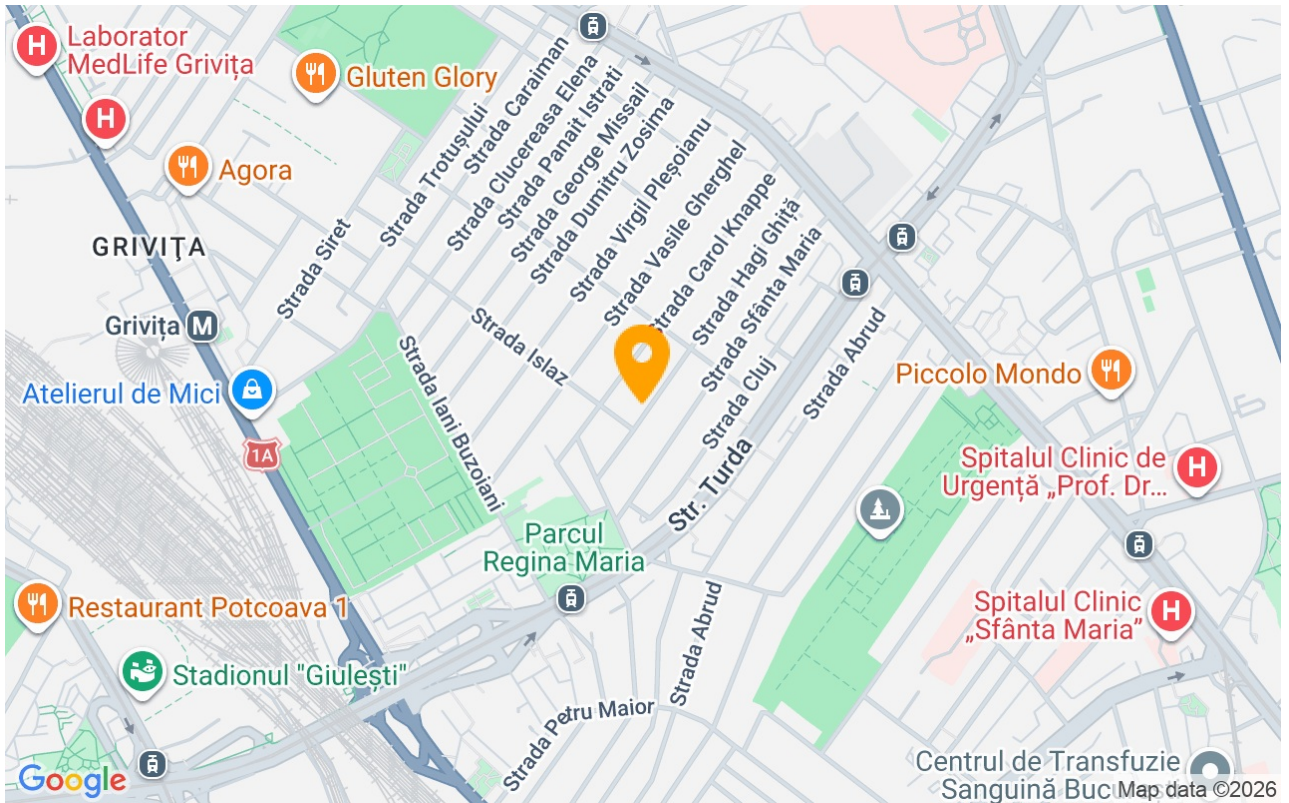 Laborator
MedLife Grivița
H
H
Gluten Glory
Agora
GRIVIŢA
Grivița M
Atelierul de Mici
1A
Strada Siret
Strada Trotușului
Strada Caraiman
Strada Clucereasa Elena
Strada Panait Istrati
Strada George Missail
Strada Dumitru Zosima
Strada Virgil Pleșoianu
Strada Vasile Gherghel
Strada Carol Knappe
Strada Hagi Ghiță
Strada Sfânta Maria
Strada Cluj
Strada Abrud
Strada Islaz
Strada Iani Buzoiani
Str. Turda
Piccolo Mondo
Spitalul Clinic de
Urgență „Prof. Dr...
H
Parcul
Regina Maria
Restaurant Potcoava 1
Stadionul "Giulești"
Strada Abrud
Strada Petru Maior
Spitalul Clinic
„Sfânta Maria”
H
Centrul de Transfuzie
Sanguină Buc
Google
Map data ©2026